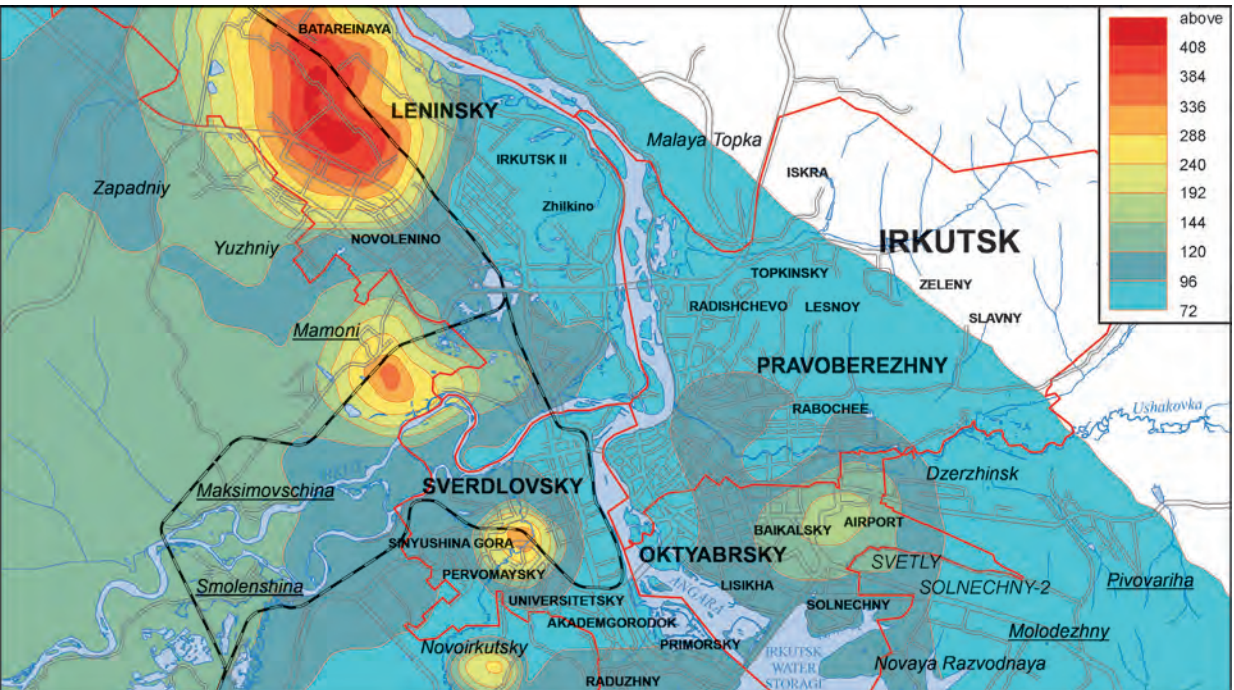 BATAREINAYA
above
408
384
336
288
240
192
144
120
96
72
LENINSKY
Malaya Topka
IRKUTSK II
ISKRA
Zapadniy
Zhilkino
Yuzhniy
NOVOLENINO
IRKUTSK
TOPKINSKY
ZELENY
RADISHCHEVO
LESNOY
SLAVNY
Mamoni
PRAVOBEREZHNY
RABOCHEE
Ushakovka
IRKUT
Dzerzhinsk
Maksimovschina
SVERDLOVSKY
BAIKALSKY
AIRPORT
SINYUSHINA GORA
OKTYABRSKY
SVETLY
PERVOMAYSKY
Smolenshina
ANGARA
LISIKHA
SOLNECHNY-2
Pivovariha
UNIVERSITETSKY
SOLNECHNY
AKADEMGORODOK
Molodezhny
Novoirkutsky
PRIMORSKY
IRKUTSK
WATER
STORAGE
Novaya Razvodnaya
RADUZHNY